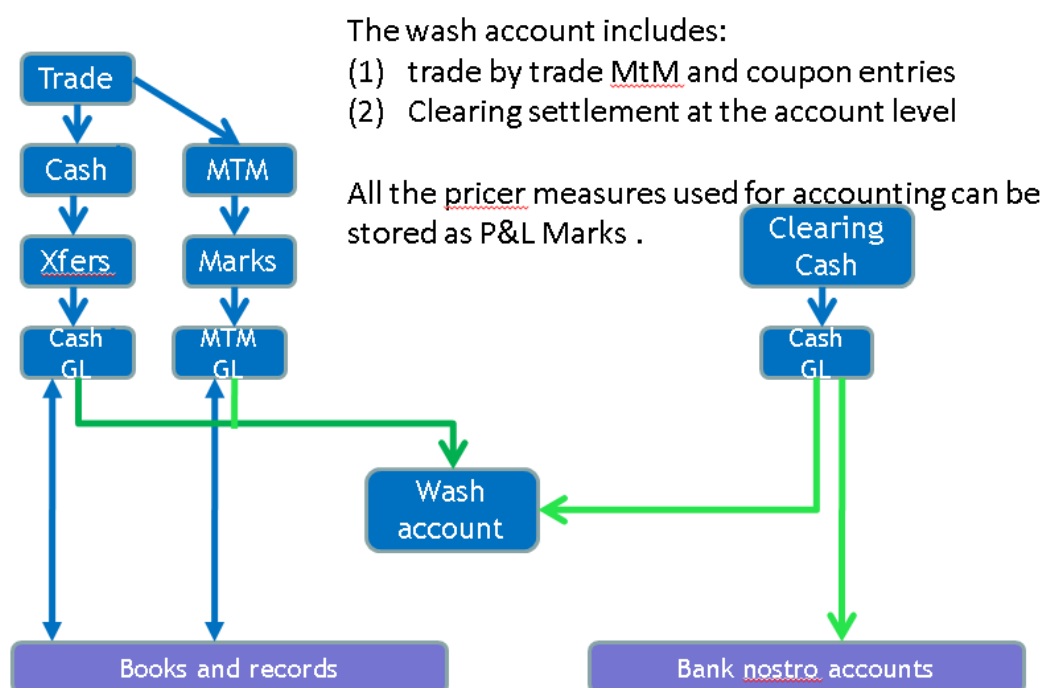 The wash account includes:
(1) trade by trade MtM and coupon entries
(2) Clearing settlement at the account level
All the pricer measures used for accounting can be
stored as P&L Marks .
Trade
Cash
MTM
Xfers
Marks
Cash
GL
MTM
GL
Clearing
Cash
Cash
GL
Wash
account
Books and records
Bank nostro accounts